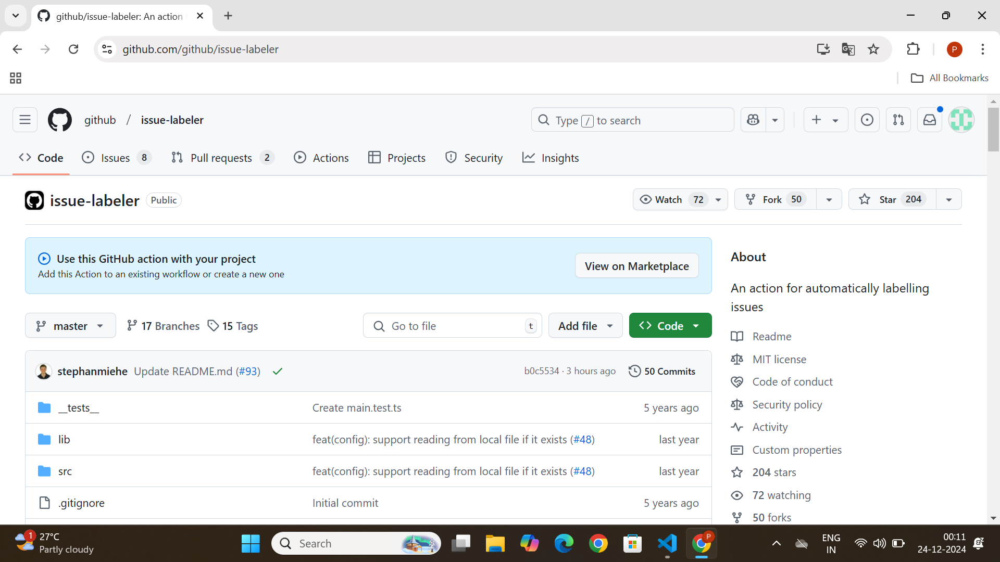 github/issue-labeler: An action
github.com/github/issue-labeler
P
All Bookmarks
github / issue-labeler
Type / to search
Code
Issues 8
Pull requests 2
Actions
Projects
Security
Insights
issue-labeler Public
Watch 72
Fork 50
Star 204
Use this GitHub action with your project
Add this Action to an existing workflow or create a new one
View on Marketplace
master
17 Branches
15 Tags
Go to file t
Add file
Code
stephanmiehe Update README.md (#93)
b0c5534 · 3 hours ago
50 Commits
__tests__ Create main.test.ts 5 years ago
lib feat(config): support reading from local file if it exists (#48) last year
src feat(config): support reading from local file if it exists (#48) last year
.gitignore Initial commit 5 years ago
About
An action for automatically labelling
issues
Readme
MIT license
Code of conduct
Security policy
Activity
Custom properties
204 stars
72 watching
50 forks
1
27°C
Partly cloudy
Search
P
ENG
IN
00:11
24-12-2024